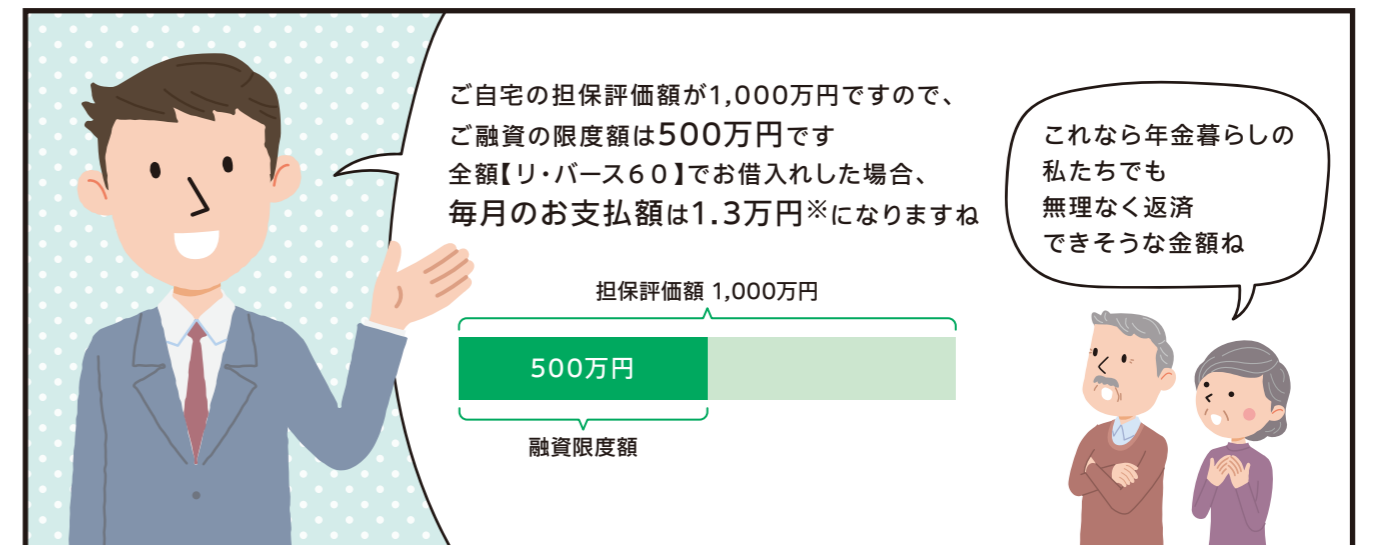 ご自宅の担保評価額が1,000万円ですので、
ご融資の限度額は500万円です
全額【リ・バース６０】でお借入れした場合、
毎月のお支払額は1.3万円※になりますね
これなら年金暮らしの
私たちでも
無理なく返済
できそうな金額ね
担保評価額 1,000万円
500万円
融資限度額